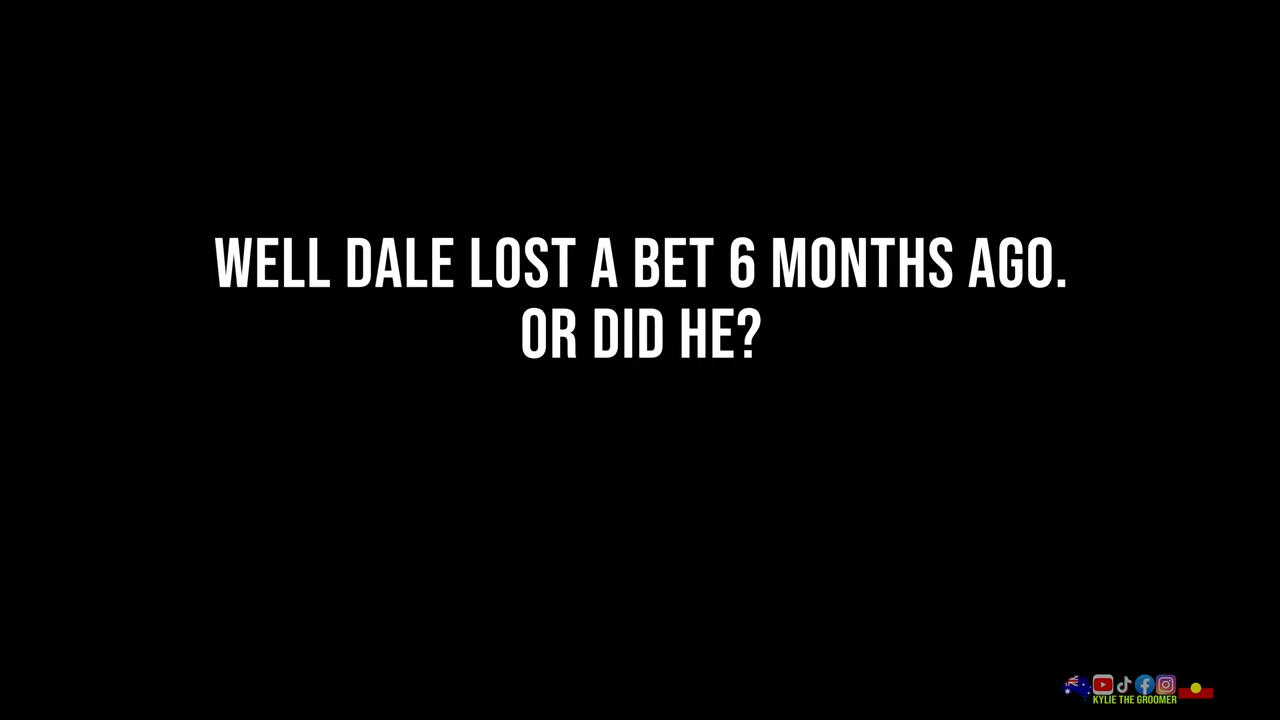 WELL DALE LOST A BET 6 MONTHS AGO.
OR DID HE?
KYLIE THE GROOMER